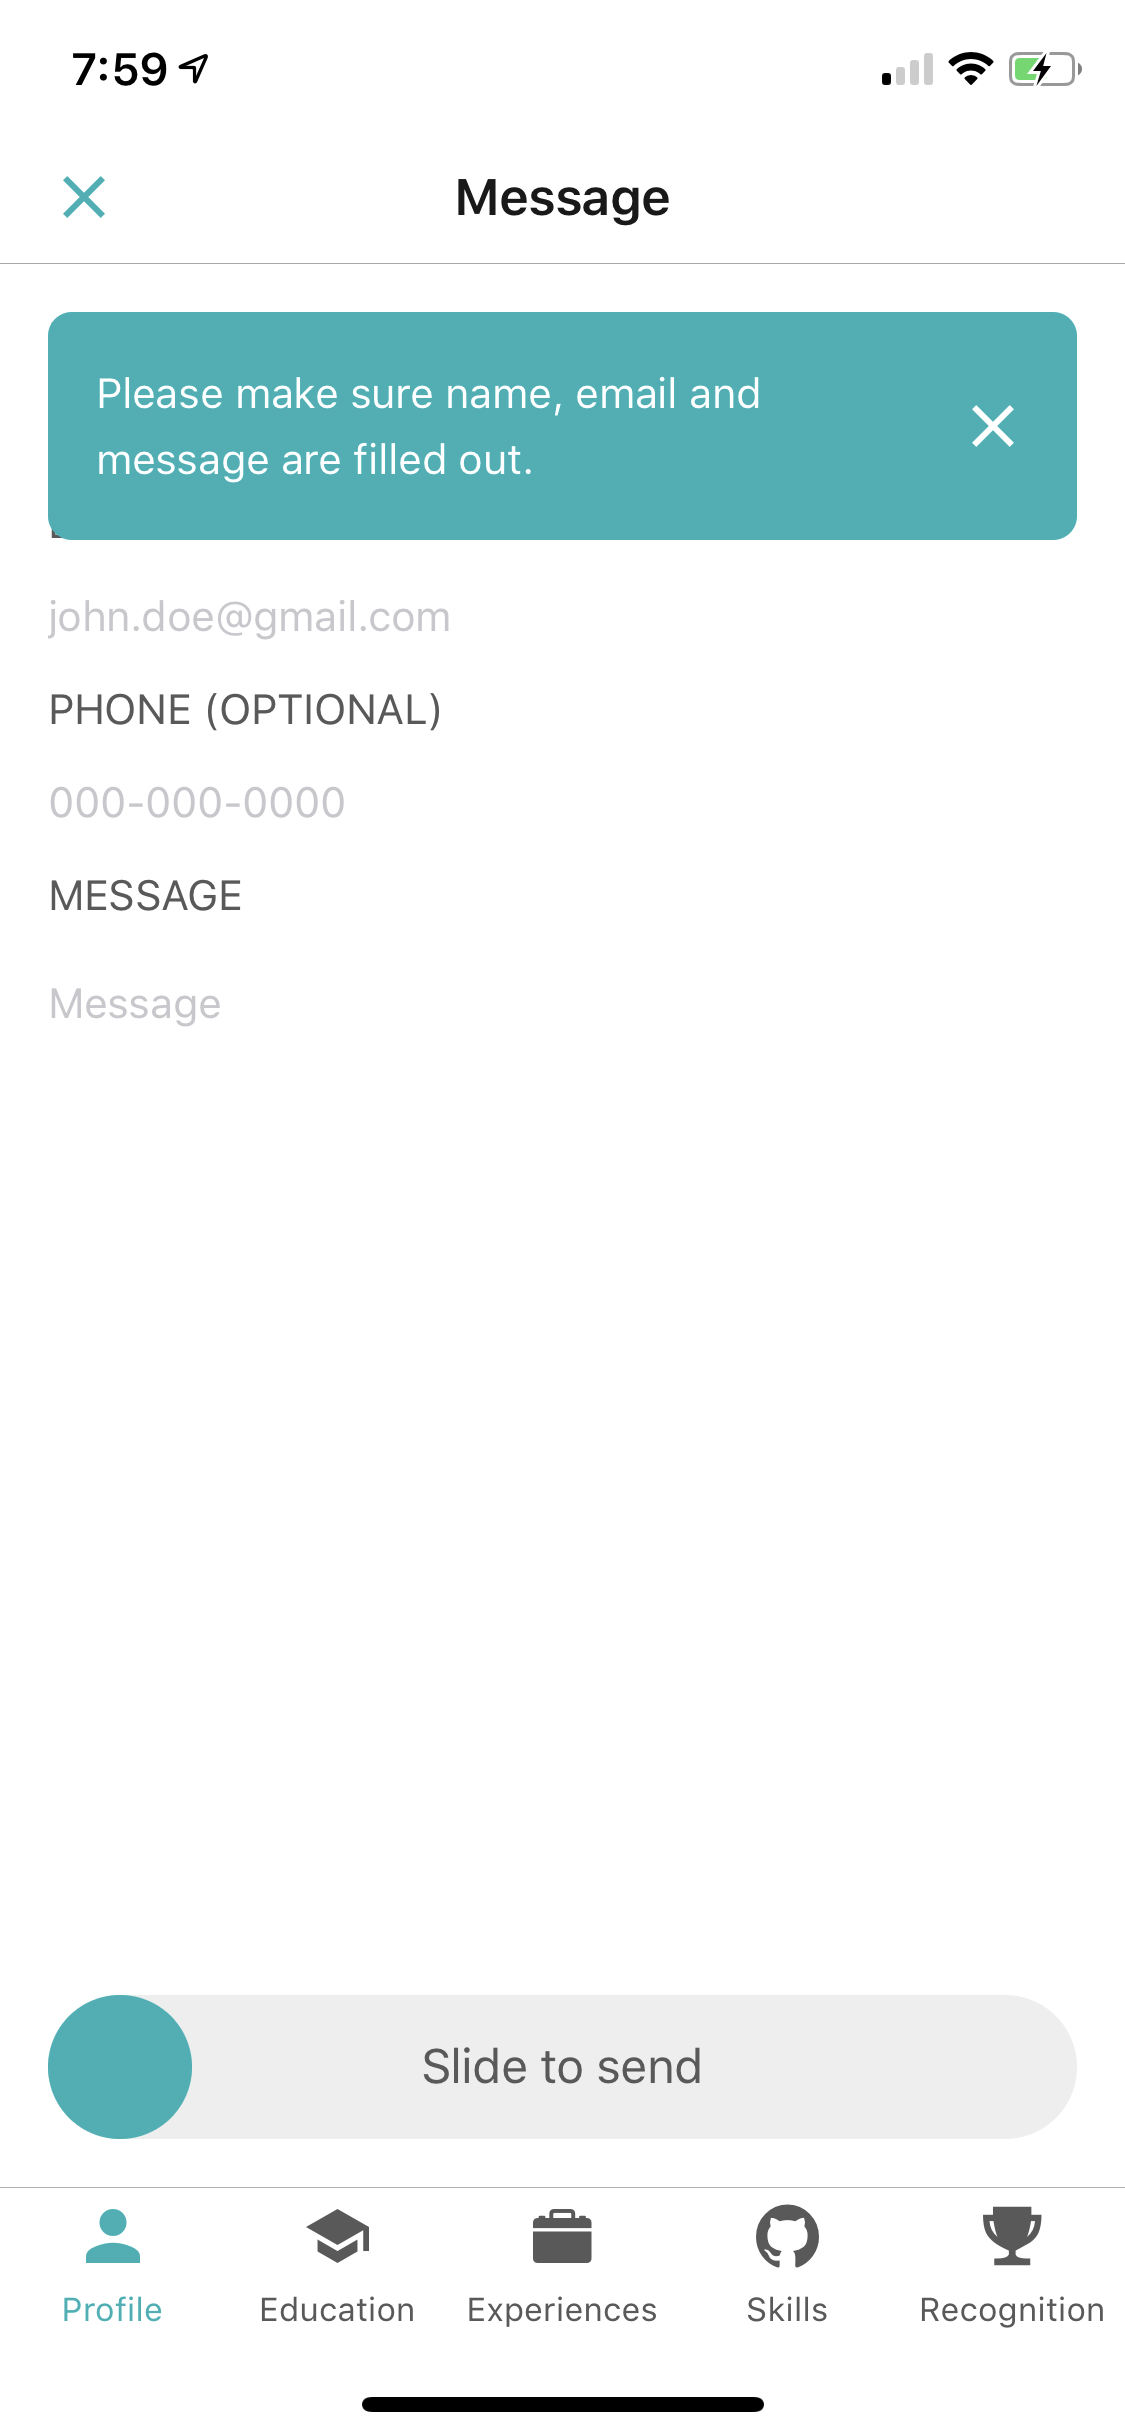 7:59
Message
Please make sure name, email and
message are filled out.
john.doe@gmail.com
PHONE (OPTIONAL)
000-000-0000
MESSAGE
Message
Slide to send
Profile
Education
Experiences
Skills
Recognition